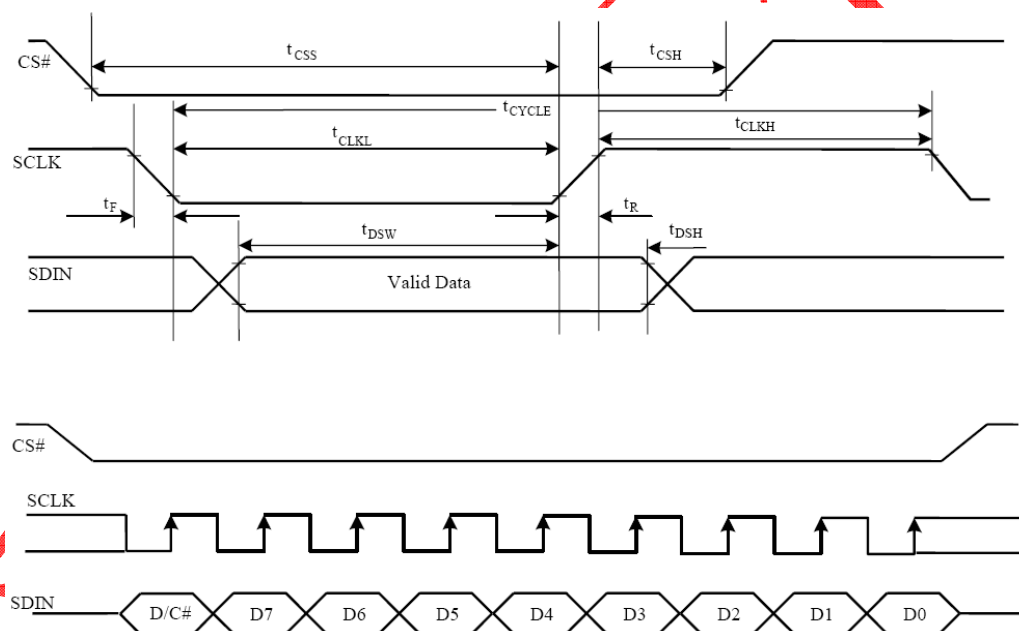 CS#
tCSS
tCSH
tCYCLE
tCLKL
tCLKH
SCLK
tF
tR
tDSW
tDSH
SDIN
Valid Data
CS#
SCLK
SDIN
D/C# D7 D6 D5 D4 D3 D2 D1 D0